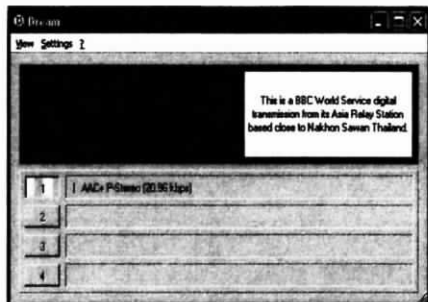 Dream
View Settings ?
This is a BBC World Service digital
transmission from its Asia Relay Station
based close to Nakhon Sawan Thailand.
1 | AAC+ P-Stereo (20.96 kbps)
2
3
4